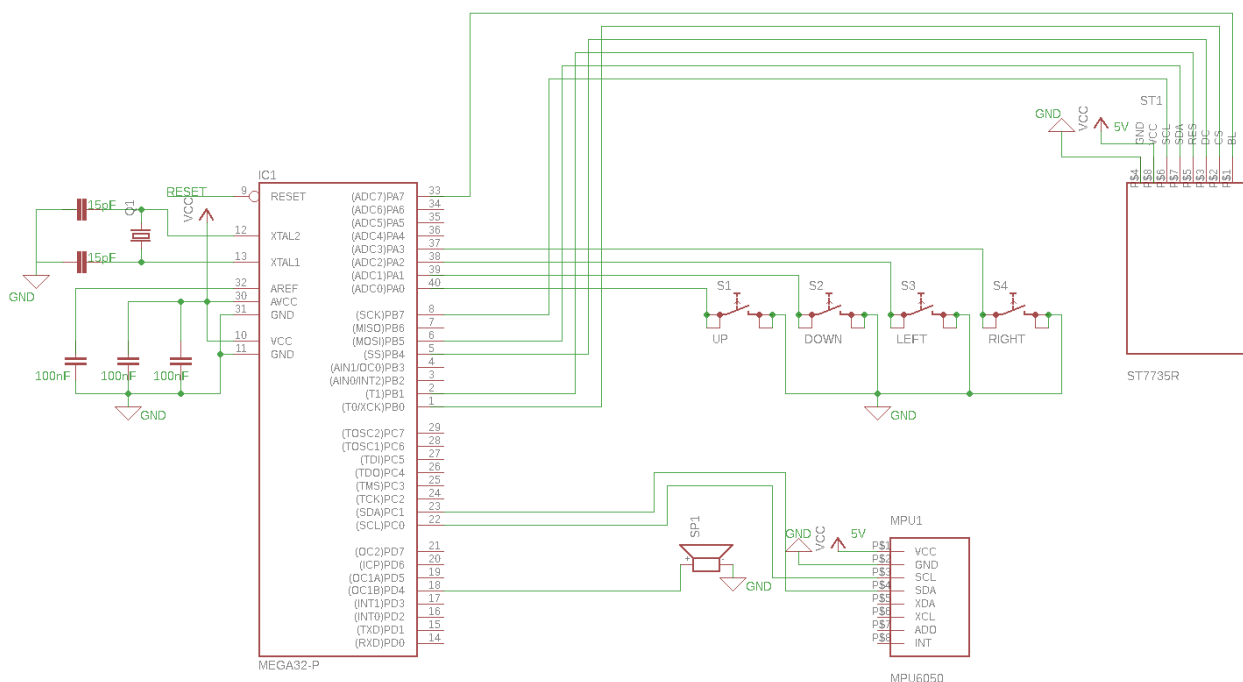 ST1
GND
VCC
5V
GND
VCC
SCL
SDA
RES
DC
CS
BL
P$4
P$8
P$6
P$7
P$5
P$3
P$2
P$1
ST7735R
IC1
RESET
9
RESET
15pF
Q1
VCC
12
XTAL2
15pF
13
XTAL1
GND
32
AREF
30
AVCC
31
GND
10
VCC
11
GND
100nF
100nF
100nF
GND
(ADC7)PA7 33
(ADC6)PA6 34
(ADC5)PA5 35
(ADC4)PA4 36
(ADC3)PA3 37
(ADC2)PA2 38
(ADC1)PA1 39
(ADC0)PA0 40
(SCK)PB7 8
(MISO)PB6 7
(MOSI)PB5 6
(SS)PB4 5
(AIN1/OC0)PB3 4
(AIN0/INT2)PB2 3
(T1)PB1 2
(T0/XCK)PB0 1
(TOSC2)PC7 29
(TOSC1)PC6 28
(TDI)PC5 27
(TDO)PC4 26
(TMS)PC3 25
(TCK)PC2 24
(SDA)PC1 23
(SCL)PC0 22
(OC2)PD7 21
(ICP)PD6 20
(OC1A)PD5 19
(OC1B)PD4 18
(INT1)PD3 17
(INT0)PD2 16
(TXD)PD1 15
(RXD)PD0 14
MEGA32-P
S1
S2
S3
S4
UP
DOWN
LEFT
RIGHT
GND
SP1
+
-
GND
GND
VCC
5V
MPU1
P$1 VCC
P$2 GND
P$3 SCL
P$4 SDA
P$5 XDA
P$6 XCL
P$7 ADO
P$8 INT
MPU6050